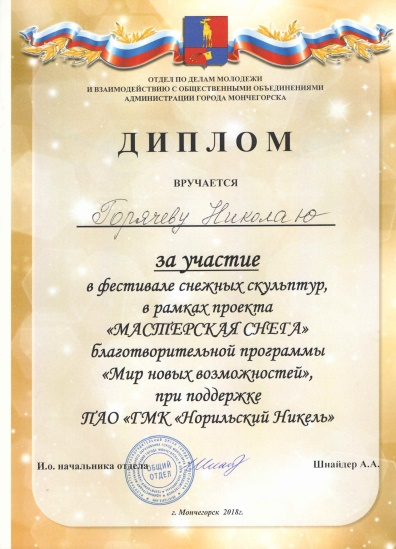 ОТДЕЛ ПО ДЕЛАМ МОЛОДЕЖИ
И ВЗАИМОДЕЙСТВИЮ С ОБЩЕСТВЕННЫМИ ОБЪЕДИНЕНИЯМИ
АДМИНИСТРАЦИИ ГОРОДА МОНЧЕГОРСКА
ДИПЛОМ
ВРУЧАЕТСЯ
Горячеву Николаю
за участие
в фестивале снежных скульптур,
в рамках проекта
«МАСТЕРСКАЯ СНЕГА»
благотворительной программы
«Мир новых возможностей»,
при поддержке
ПАО «ГМК «Норильский Никель»
И.о. начальника отдела
Шнайдер А.А.
ОБЩИЙ
ОТДЕЛ
г. Мончегорск 2018г.